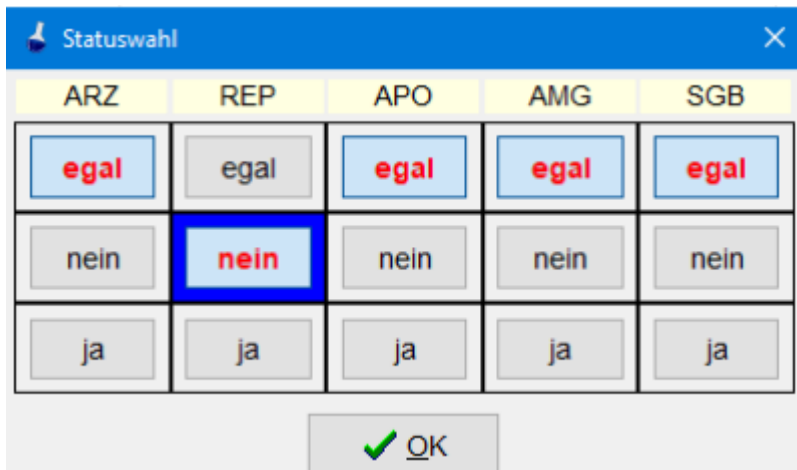 Statuswahl
ARZ REP APO AMG SGB
egal egal egal egal egal
nein nein nein nein nein
ja ja ja ja ja
OK